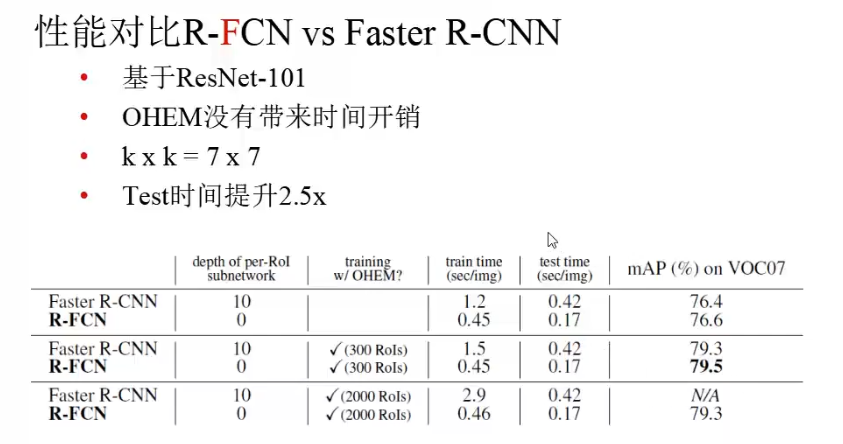 性能对比R-FCN vs Faster R-CNN
• 基于ResNet-101
• OHEM没有带来时间开销
• k x k = 7 x 7
• Test时间提升2.5x
depth of per-RoI subnetwork | training w/ OHEM? | train time (sec/img) | test time (sec/img) | mAP (%) on VOC07
Faster R-CNN | 10 | | 1.2 | 0.42 | 76.4
R-FCN | 0 | | 0.45 | 0.17 | 76.6
Faster R-CNN | 10 | ✓(300 RoIs) | 1.5 | 0.42 | 79.3
R-FCN | 0 | ✓(300 RoIs) | 0.45 | 0.17 | 79.5
Faster R-CNN | 10 | ✓(2000 RoIs) | 2.9 | 0.42 | N/A
R-FCN | 0 | ✓(2000 RoIs) | 0.46 | 0.17 | 79.3